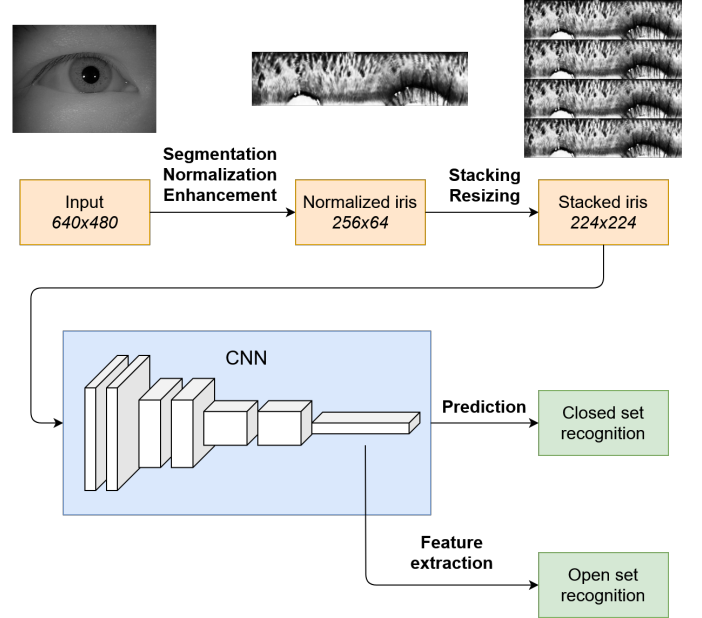 Segmentation
Normalization
Enhancement
Stacking
Resizing
Input
640x480
Normalized iris
256x64
Stacked iris
224x224
CNN
Prediction
Closed set
recognition
Feature
extraction
Open set
recognition